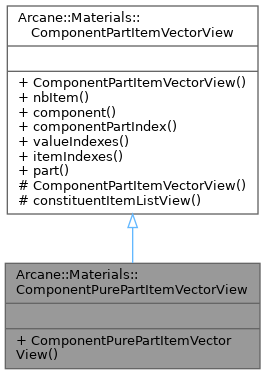 Arcane::Materials::
ComponentPartItemVectorView
+ ComponentPartItemVectorView()
+ nbItem()
+ component()
+ componentPartIndex()
+ valueIndexes()
+ itemIndexes()
+ part()
# ComponentPartItemVectorView()
# constituentItemListView()
Arcane::Materials::
ComponentPurePartItemVectorView
+ ComponentPurePartItemVector
View()